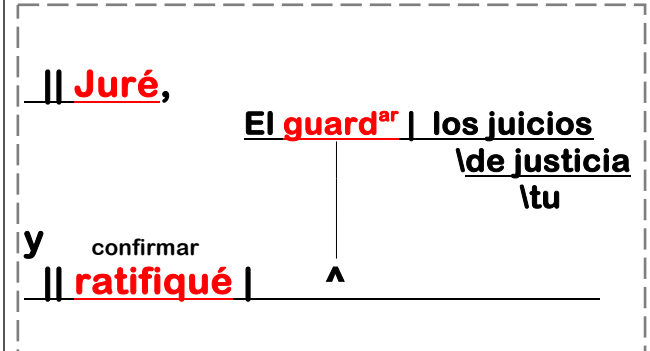 || Juré,
El guardar | los juicios
\de justicia
\tu
y
confirmar
|| ratifiqué | ^